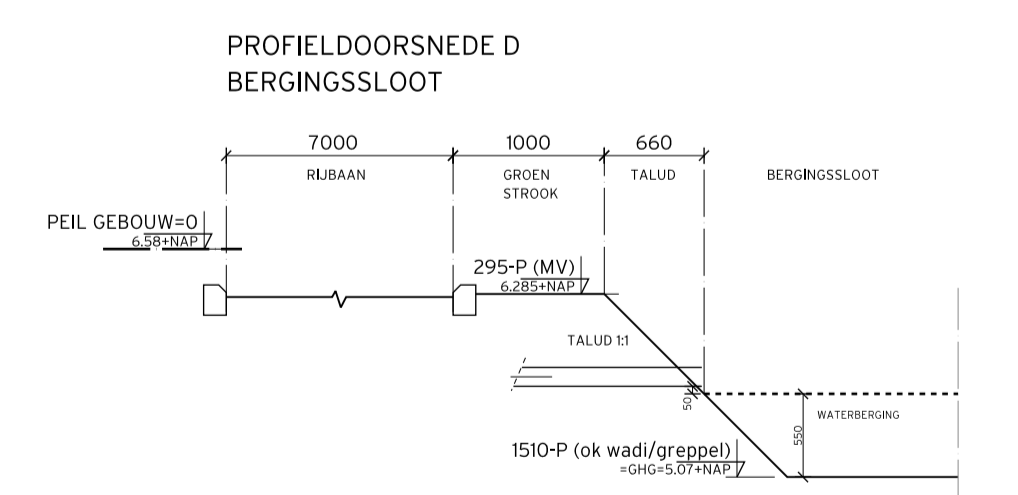 PROFIELDOORSNEDE D
BERGINGSSLOOT
7000
1000
660
RIJBAAN
GROEN
STROOK
TALUD
BERGINGSSLOOT
PEIL GEBOUW=0
6.58+NAP
295-P (MV)
6.285+NAP
TALUD 1:1
50
WATERBERGING
550
1510-P (ok wadi/greppel)
=GHG=5.07+NAP